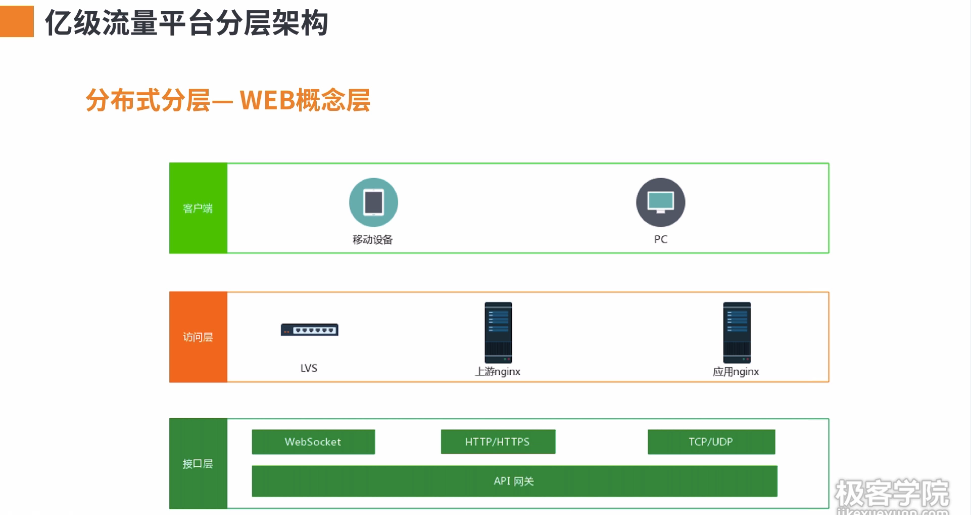 亿级流量平台分层架构
分布式分层— WEB概念层
客户端
移动设备
PC
访问层
LVS
上游nginx
应用nginx
接口层
WebSocket
HTTP/HTTPS
TCP/UDP
API 网关
极客学院
jikexueyuan.com